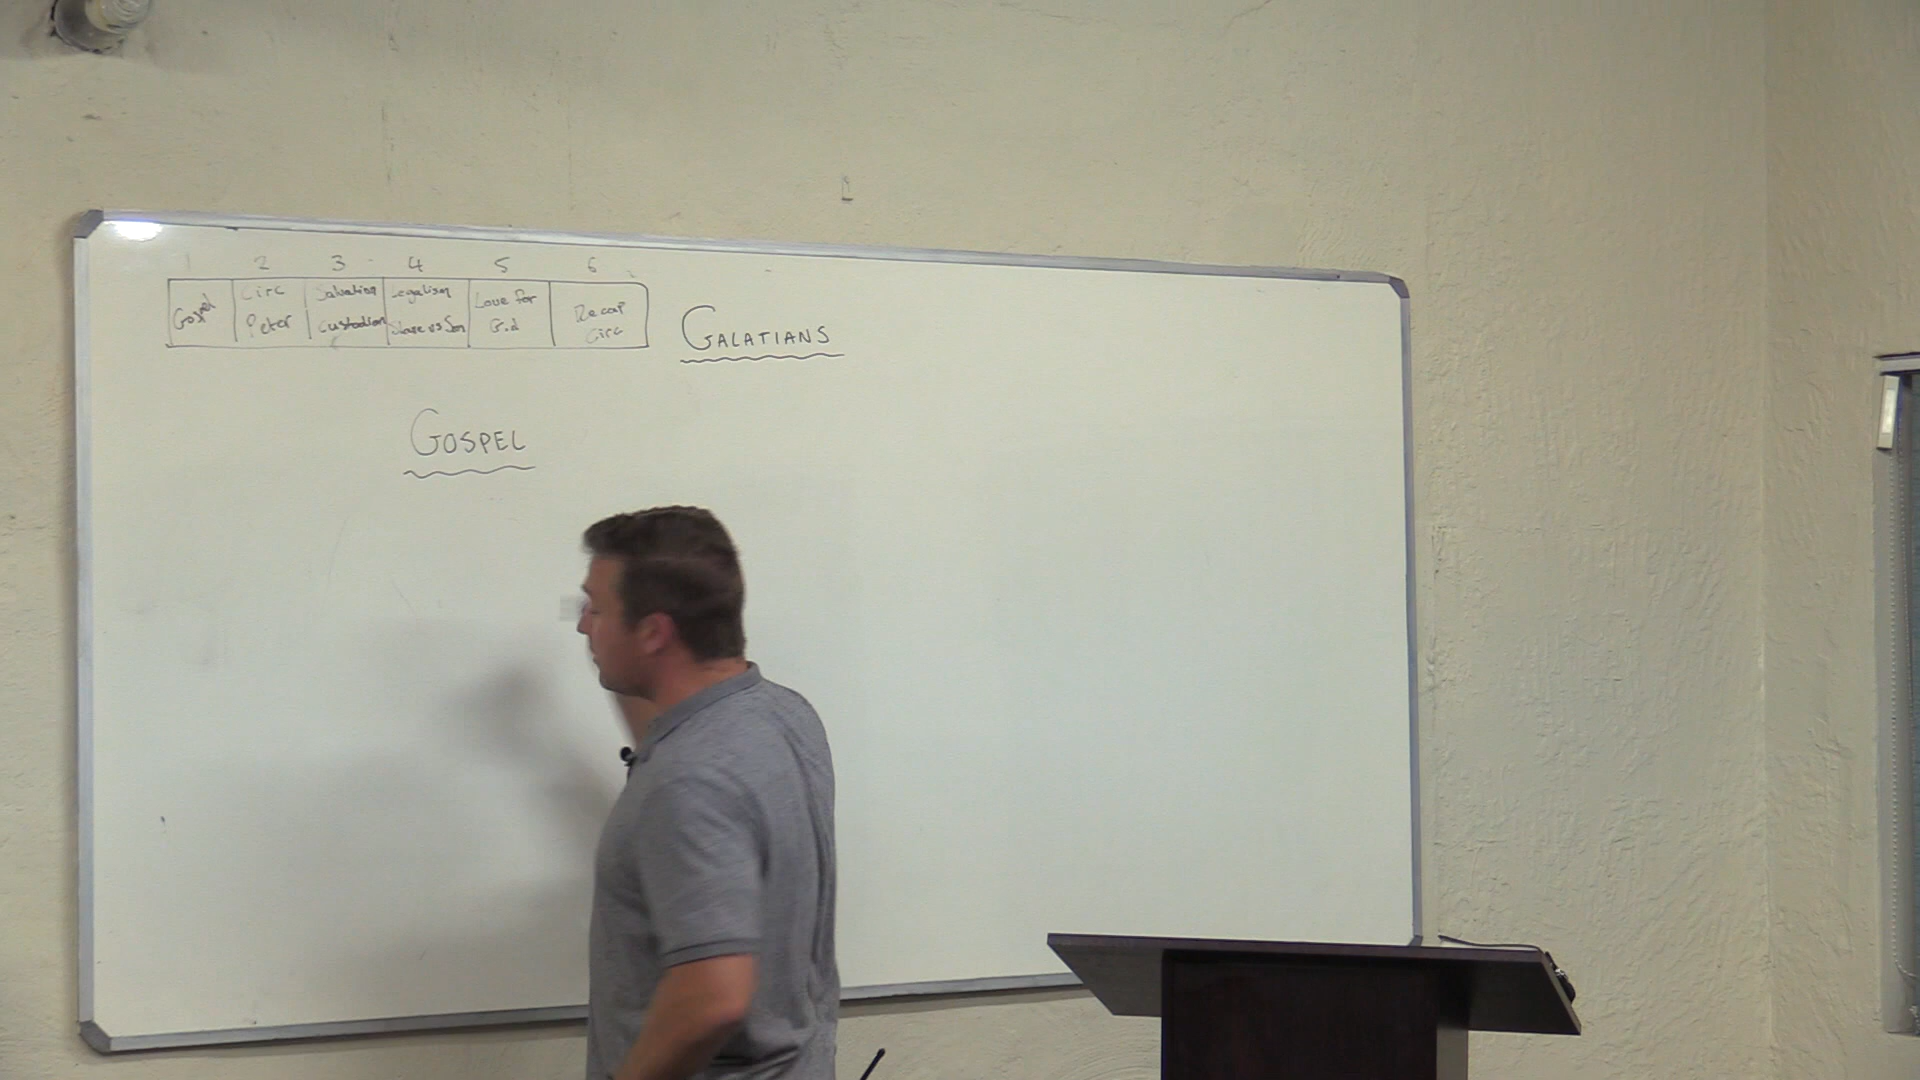 1 2 3 4 5 6
Gospel
Circ
Peter
Salvation
Custodian
Legalism
Slave vs Son
Love for
G.d
Recap
Circ
GALATIANS
GOSPEL